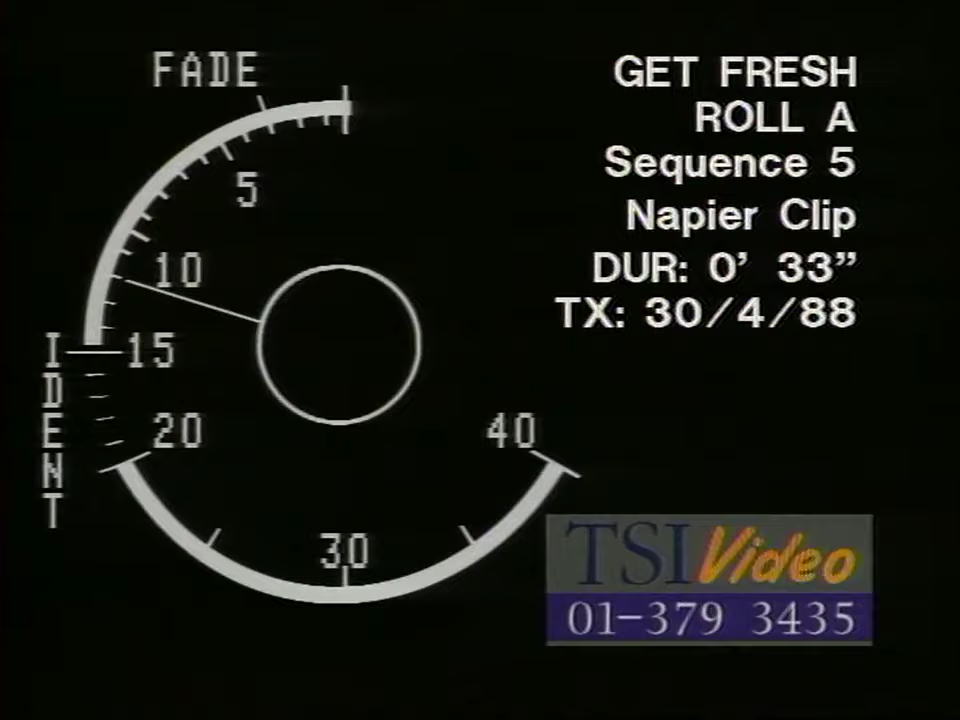 FADE
GET FRESH
ROLL A
Sequence 5
Napier Clip
DUR: 0’ 33”
TX: 30/4/88
5
10
15
20
30
40
IDENT
TSI Video
01-379 3435